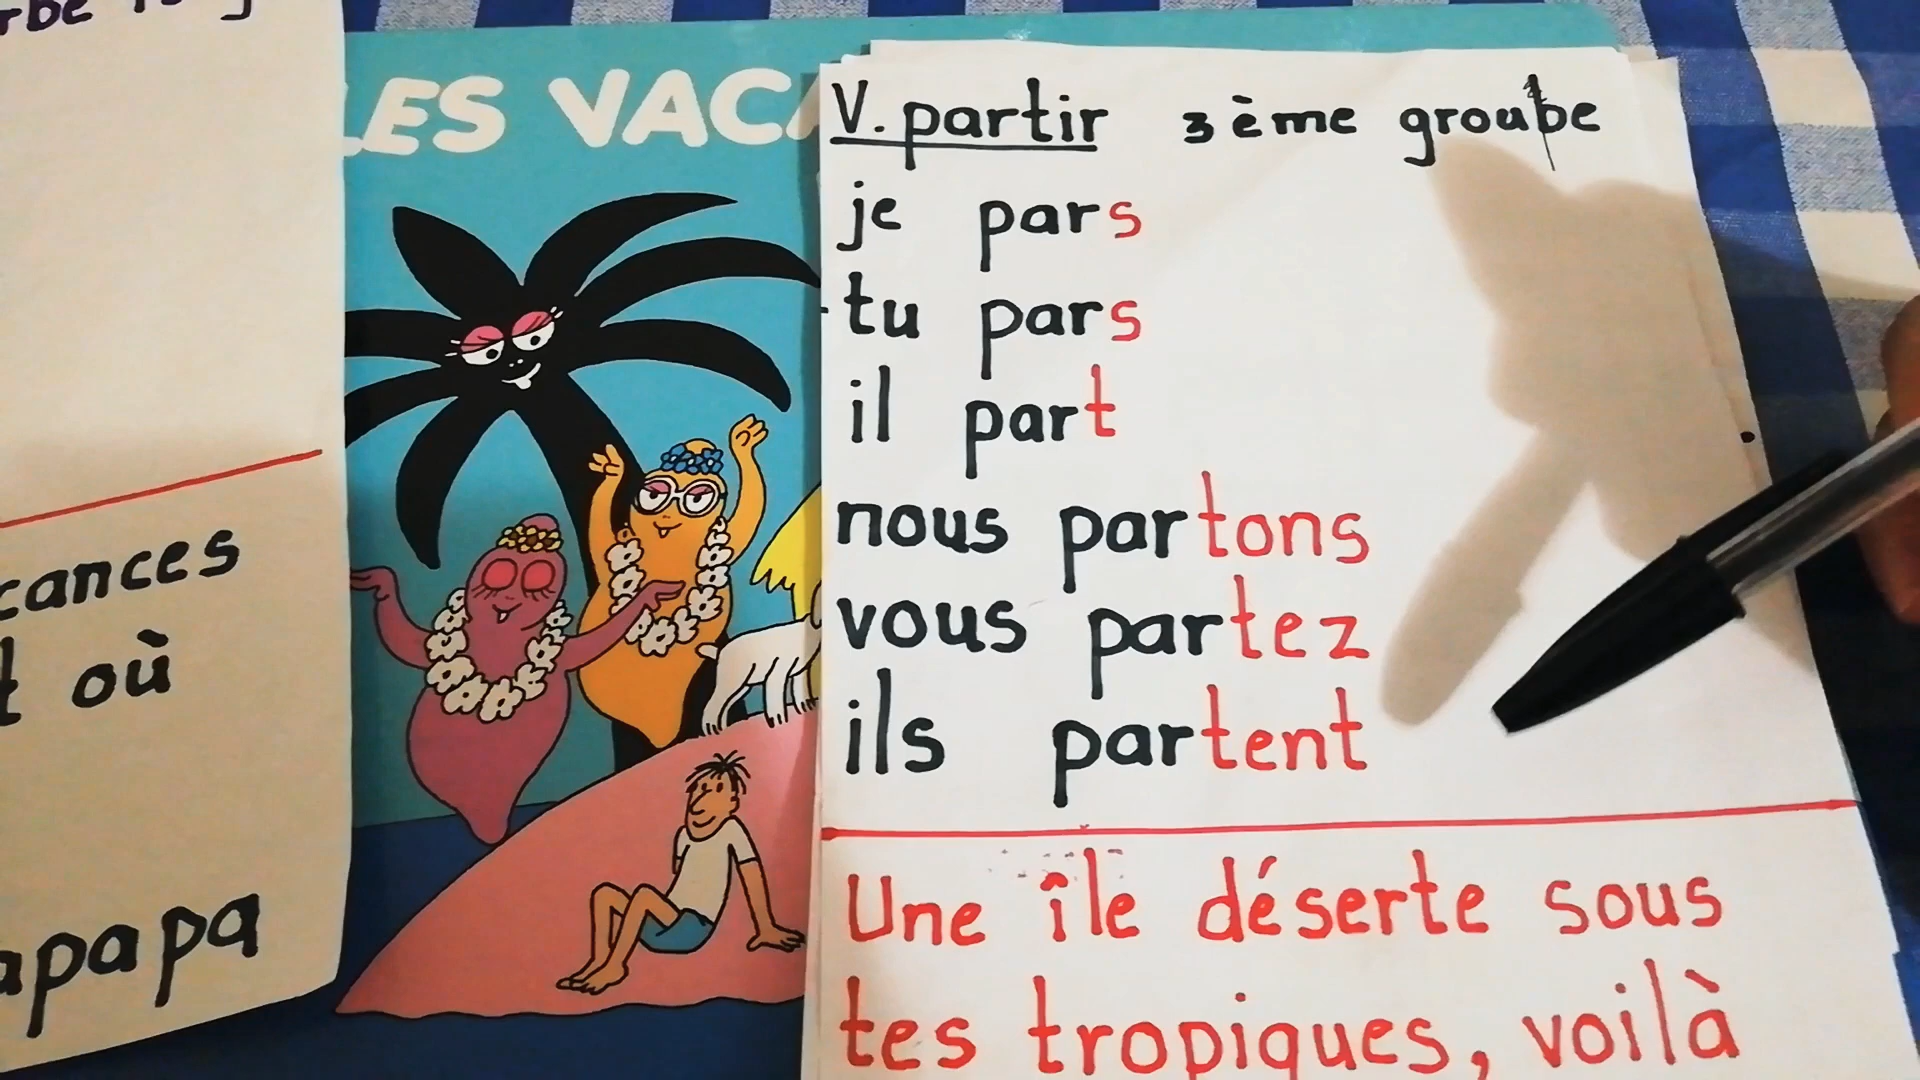 cances
où
apapa
LES VACA
V. partir 3ème groupe
je pars
tu pars
il part
nous partons
vous partez
ils partent
Une île déserte sous
tes tropiques, voilà